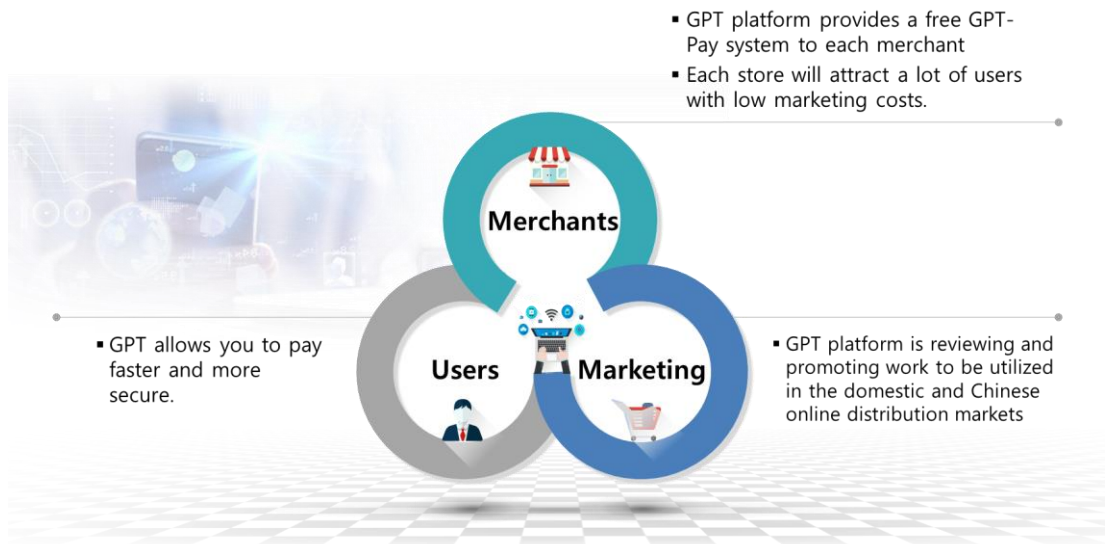 ▪ GPT platform provides a free GPT-
Pay system to each merchant
▪ Each store will attract a lot of users
with low marketing costs.
Merchants
▪ GPT allows you to pay
faster and more
secure.
Users
Marketing
▪ GPT platform is reviewing and
promoting work to be utilized
in the domestic and Chinese
online distribution markets